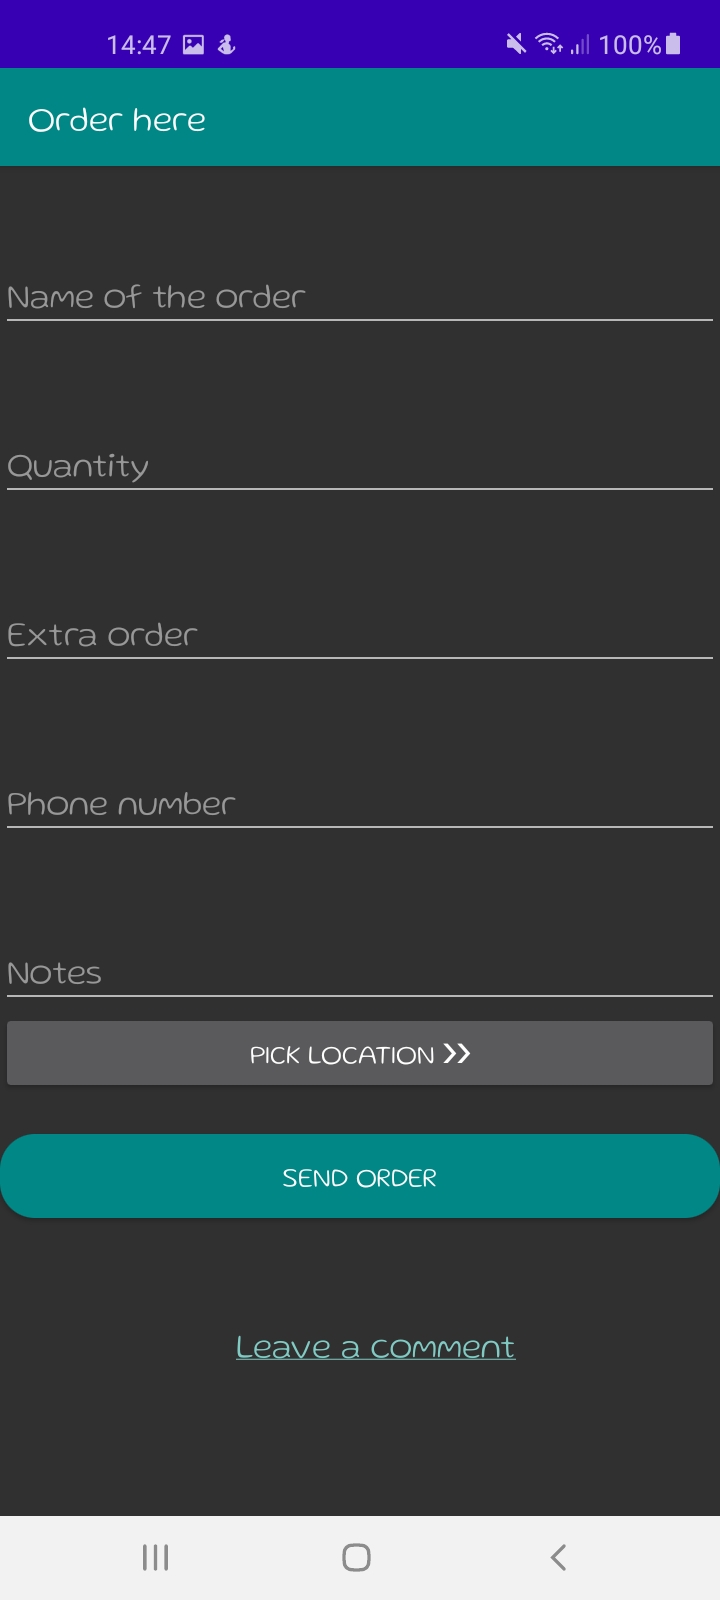 14:47 100%
Order here
Name of the order
Quantity
Extra order
Phone number
Notes
PICK LOCATION >>
SEND ORDER
Leave a comment